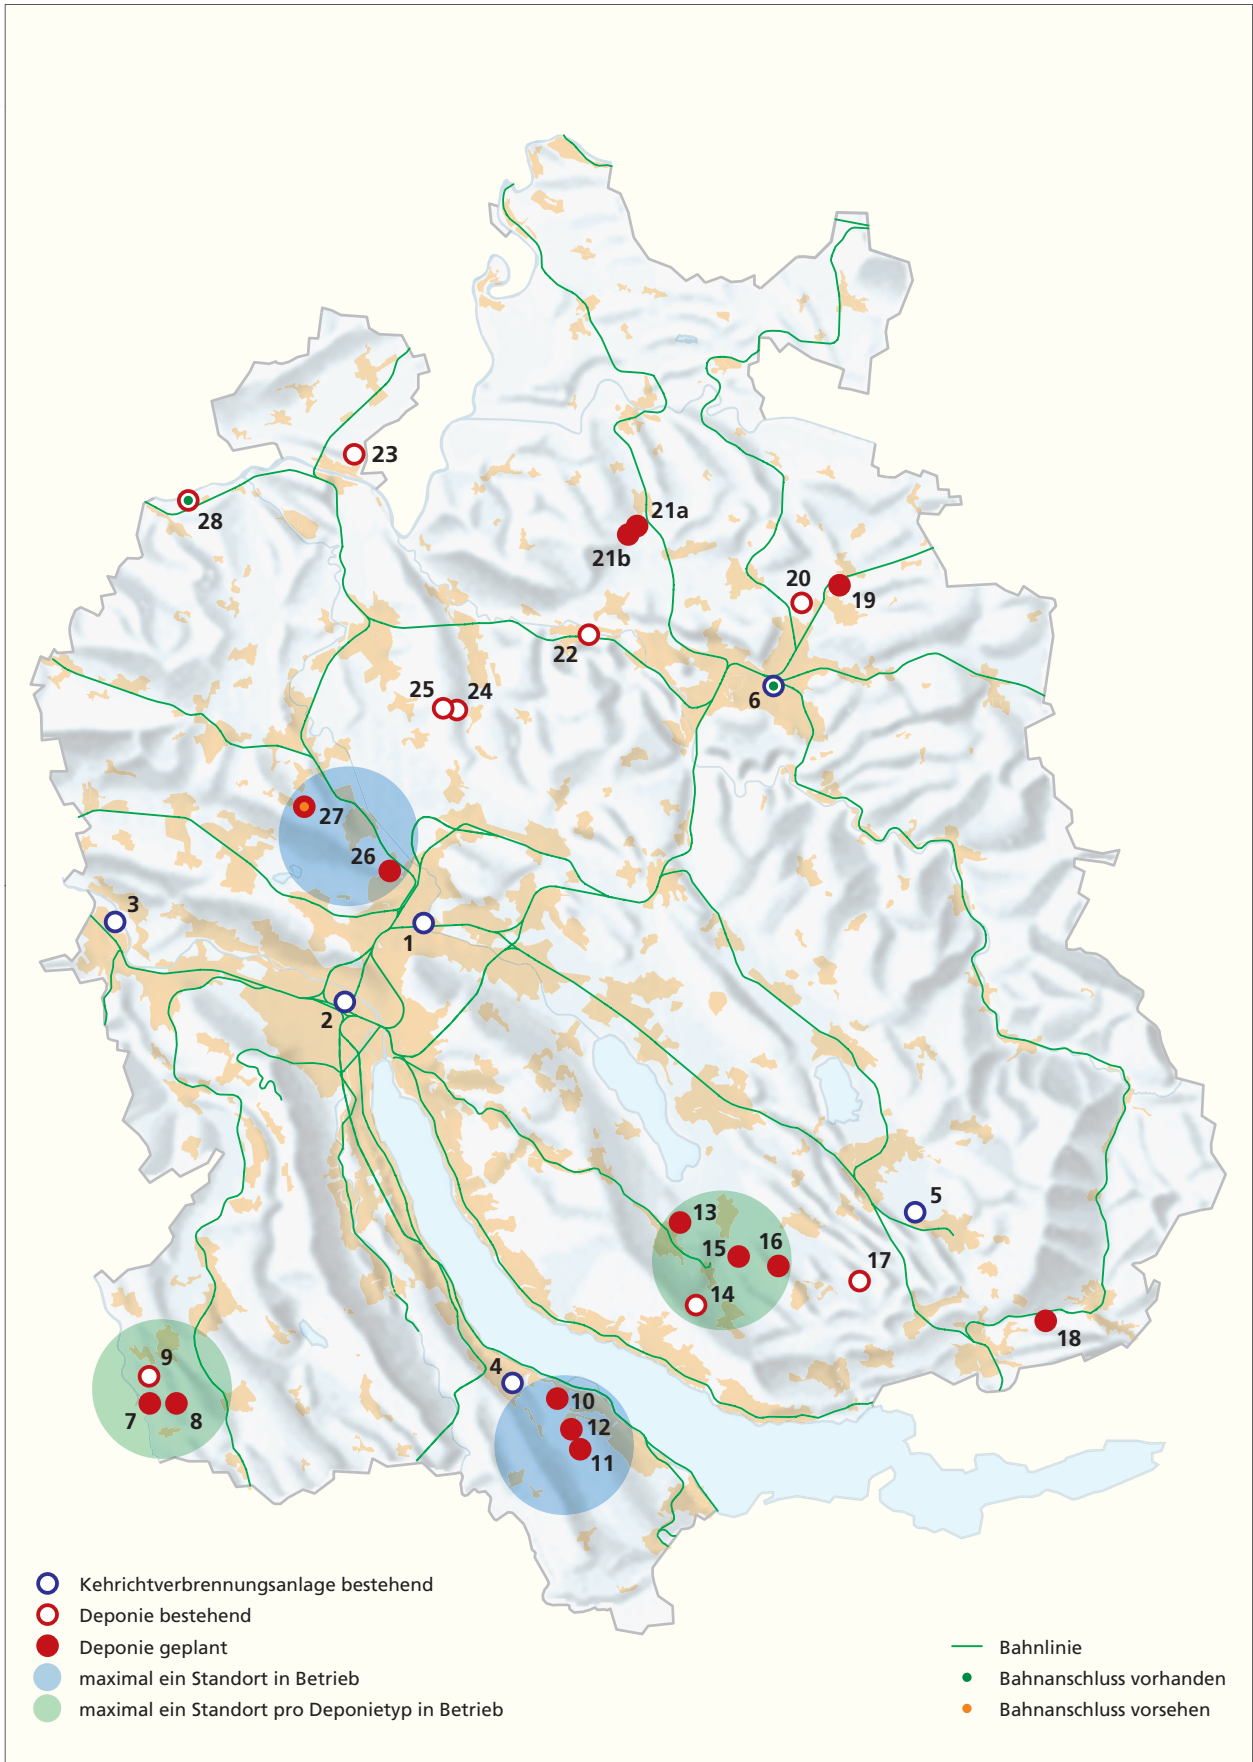 23
28
21a
21b
20
19
22
6
25
24
27
26
3
1
2
5
13
15
16
17
14
18
9
7
8
4
10
12
11
Kehrichtverbrennungsanlage bestehend
Deponie bestehend
Deponie geplant
maximal ein Standort in Betrieb
maximal ein Standort pro Deponietyp in Betrieb
Bahnlinie
Bahnanschluss vorhanden
Bahnanschluss vorsehen